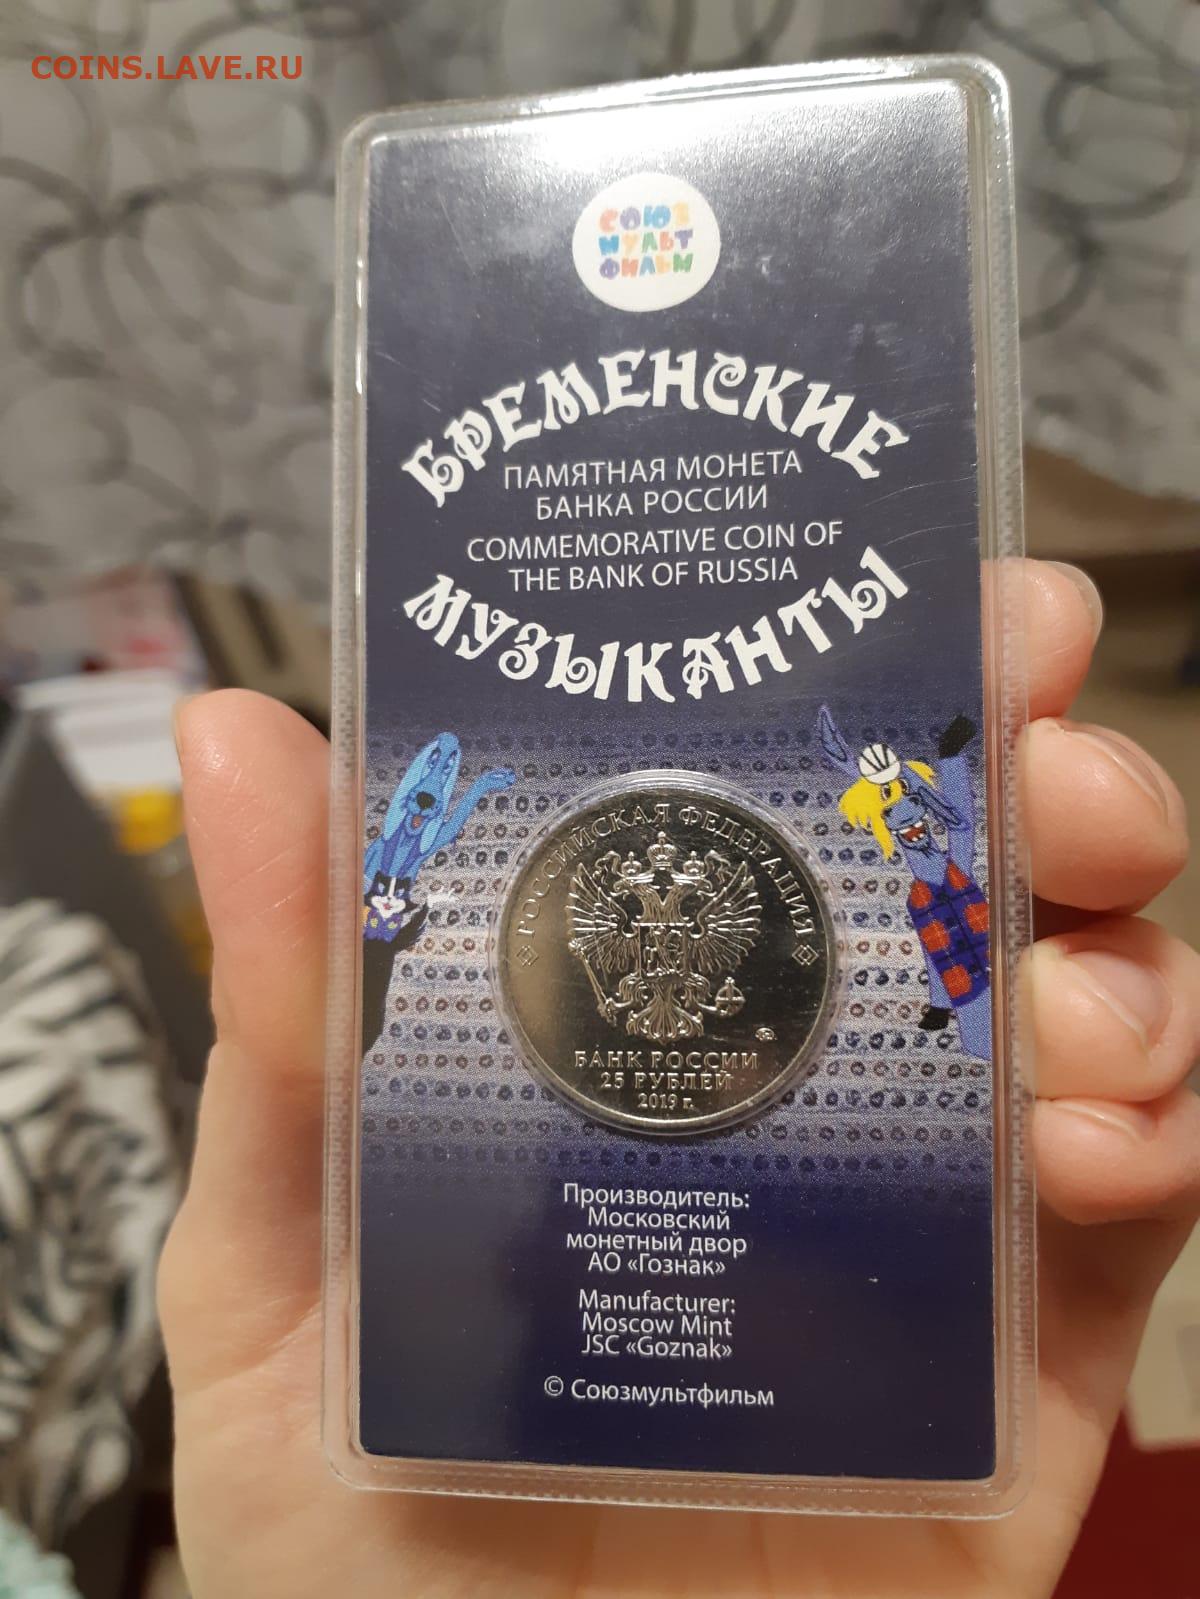 COINS.LAVE.RU
СОЮЗ
МУЛЬТ
ФИЛЬМ
БРЕМЕНСКИЕ
ПАМЯТНАЯ МОНЕТА
БАНКА РОССИИ
COMMEMORATIVE COIN OF
THE BANK OF RUSSIA
МУЗЫКАНТЫ
РОССИЙСКАЯ ФЕДЕРАЦИЯ
БАНК РОССИИ
25 РУБЛЕЙ
2019 г.
Производитель:
Московский
монетный двор
АО «Гознак»
Manufacturer:
Moscow Mint
JSC «Goznak»
© Союзмультфильм